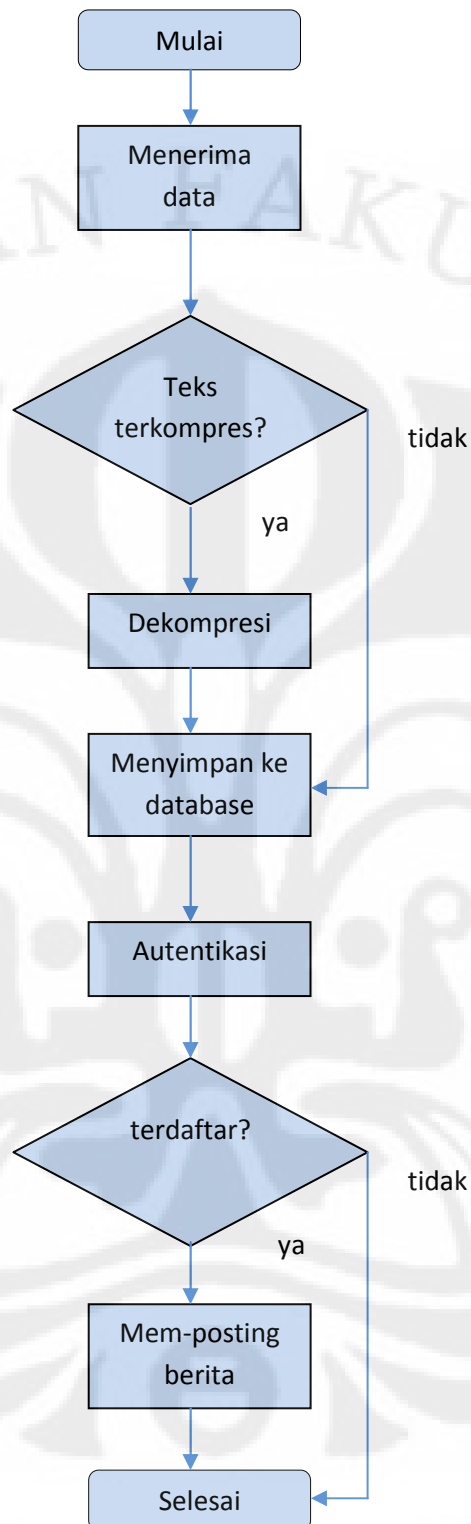 Mulai
Menerima
data
Teks
terkompres?
tidak
ya
Dekompresi
Menyimpan ke
database
Autentikasi
terdaftar?
tidak
ya
Mem-posting
berita
Selesai